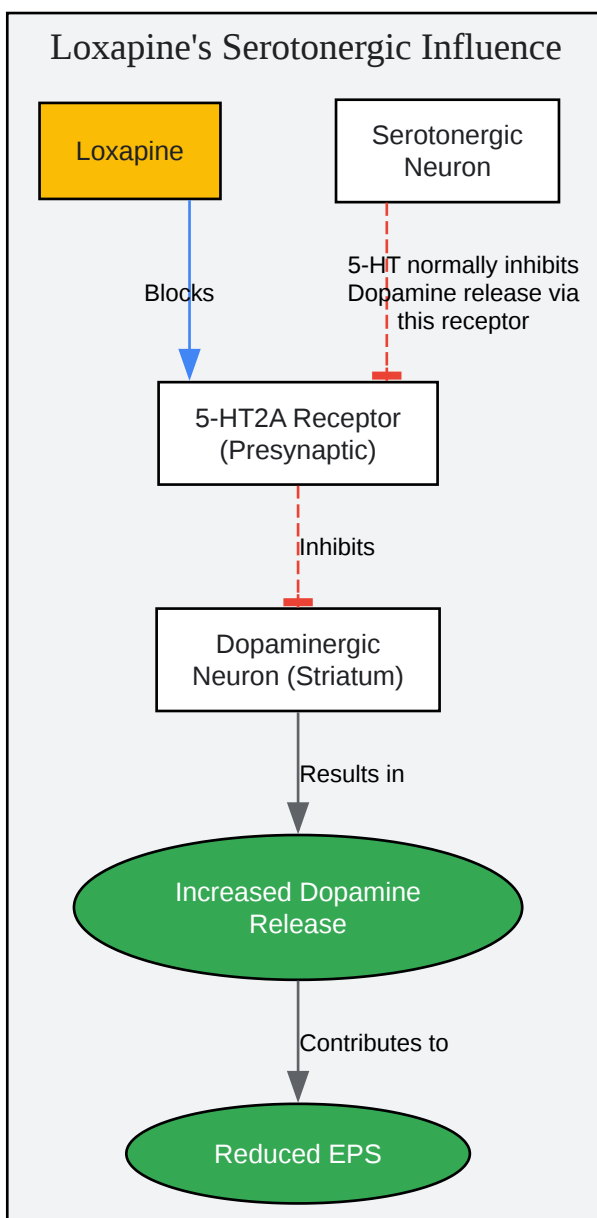 Loxapine's Serotonergic Influence
Loxapine
Serotonergic
Neuron
Blocks
5-HT normally inhibits
Dopamine release via
this receptor
5-HT2A Receptor
(Presynaptic)
Inhibits
Dopaminergic
Neuron (Striatum)
Results in
Increased Dopamine
Release
Contributes to
Reduced EPS